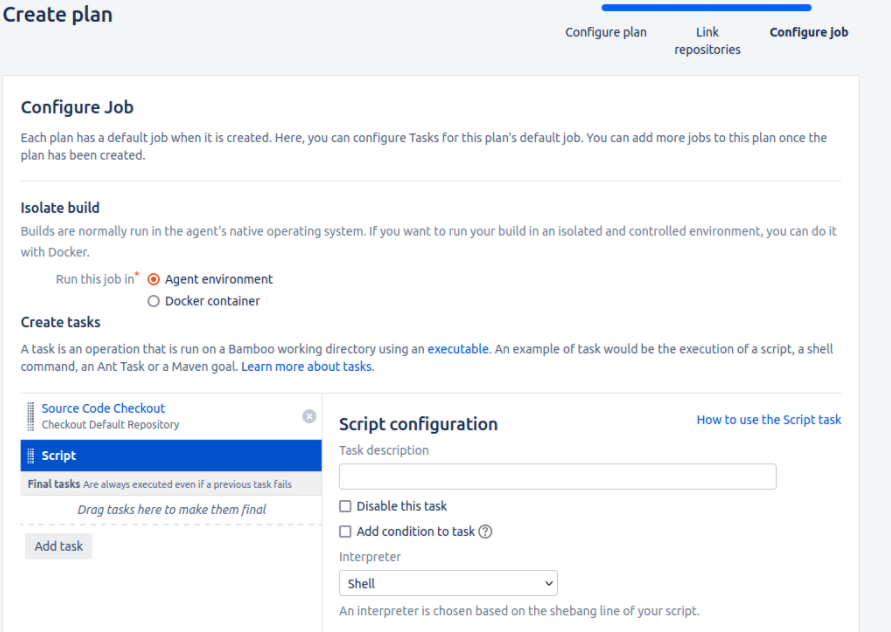 Create plan
Configure plan
Link repositories
Configure job
Configure Job
Each plan has a default job when it is created. Here, you can configure Tasks for this plan's default job. You can add more jobs to this plan once the
plan has been created.
Isolate build
Builds are normally run in the agent's native operating system. If you want to run your build in an isolated and controlled environment, you can do it
with Docker.
Run this job in* Agent environment
Docker container
Create tasks
A task is an operation that is run on a Bamboo working directory using an executable. An example of task would be the execution of a script, a shell
command, an Ant Task or a Maven goal. Learn more about tasks.
Source Code Checkout
Checkout Default Repository
Script
Final tasks Are always executed even if a previous task fails
Drag tasks here to make them final
Add task
Script configuration
How to use the Script task
Task description
Disable this task
Add condition to task ?
Interpreter
Shell
An interpreter is chosen based on the shebang line of your script.